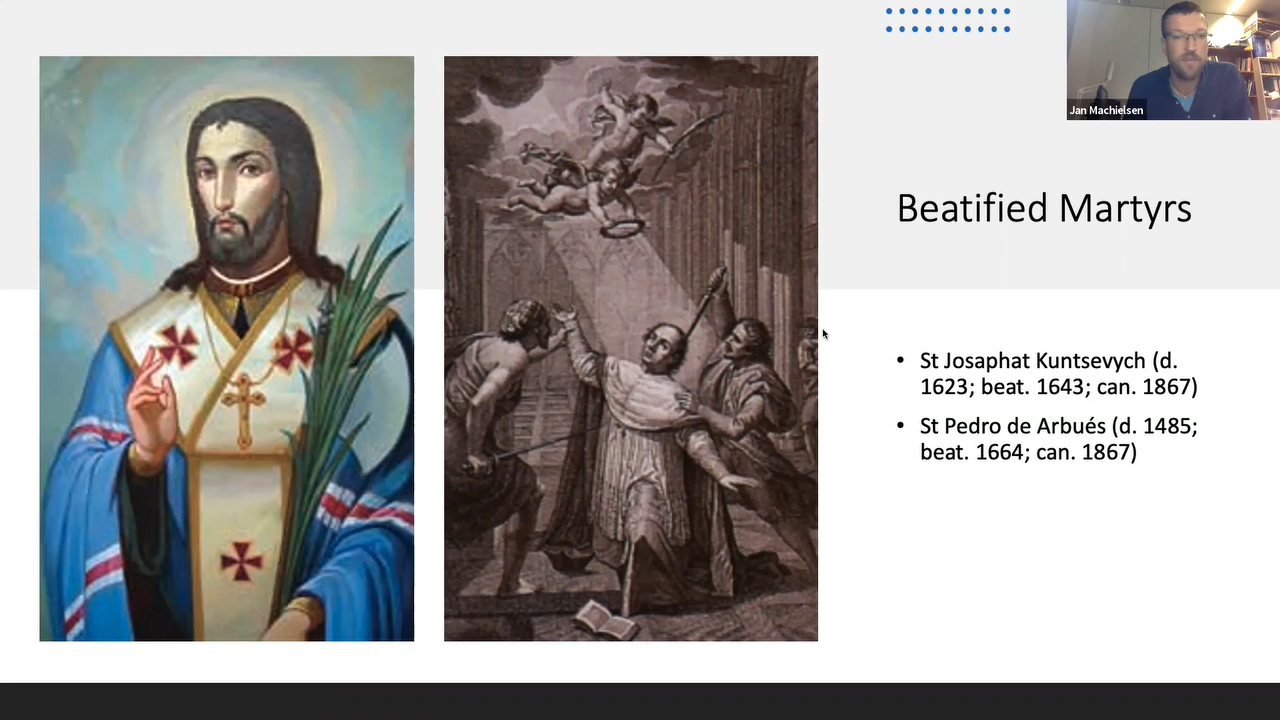 Jan Machielsen
Beatified Martyrs
• St Josaphat Kuntsevych (d.
1623; beat. 1643; can. 1867)
• St Pedro de Arbués (d. 1485;
beat. 1664; can. 1867)